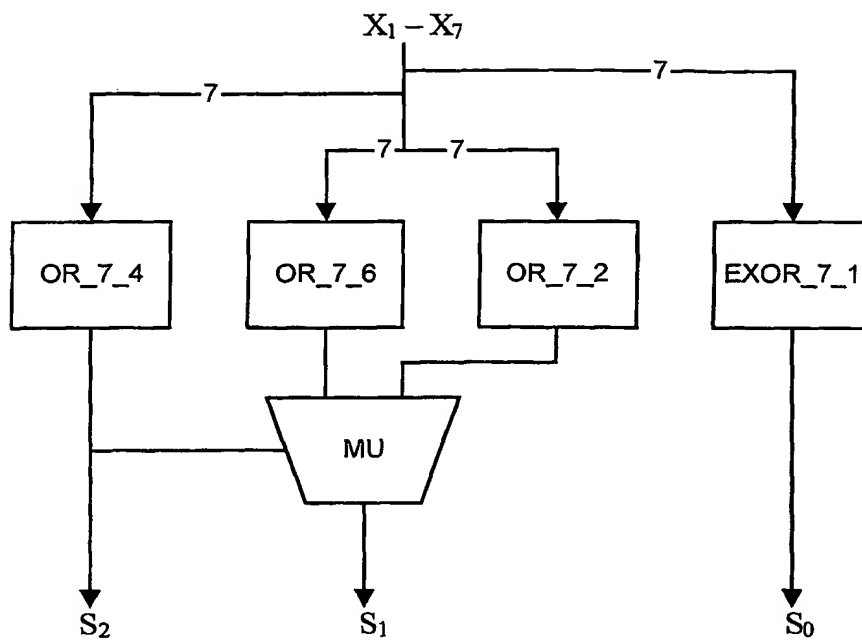 X₁ – X₇
7
7
7 7
OR_7_4
OR_7_6
OR_7_2
EXOR_7_1
MU
S₂
S₁
S₀